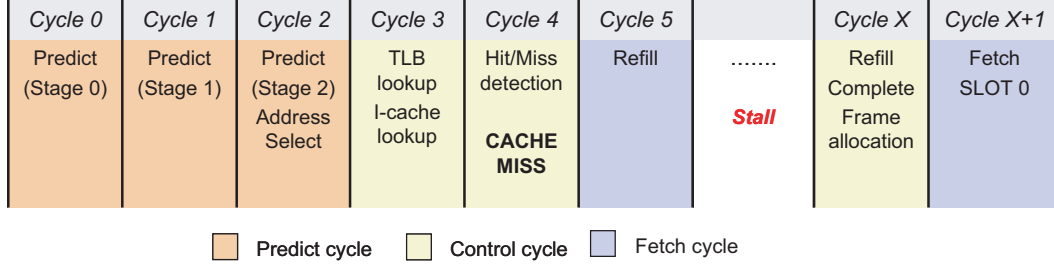 Cycle 0 Cycle 1 Cycle 2 Cycle 3 Cycle 4 Cycle 5 Cycle X Cycle X+1
Predict
(Stage 0)
Predict
(Stage 1)
Predict
(Stage 2)
Address
Select
TLB
lookup
I-cache
lookup
Hit/Miss
detection
CACHE
MISS
Refill
.......
Stall
Refill
Complete
Frame
allocation
Fetch
SLOT 0
Predict cycle Control cycle Fetch cycle